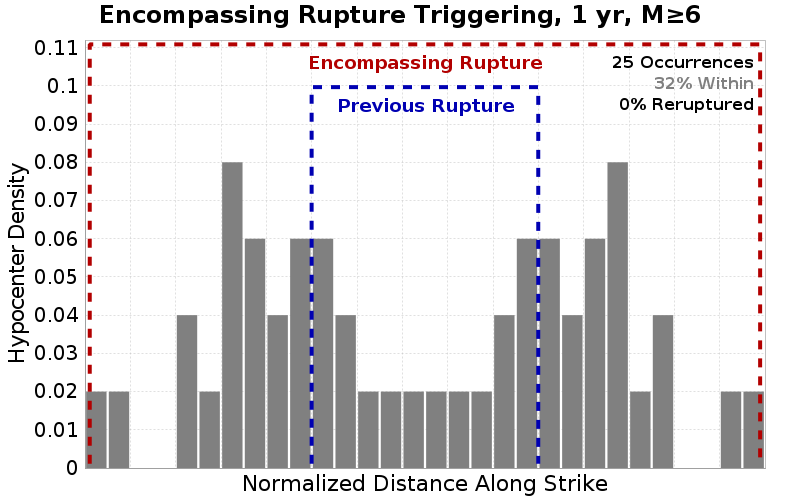 Encompassing Rupture Triggering, 1 yr, M≥6
0.11
0.1
0.09
0.08
0.07
0.06
0.05
0.04
0.03
0.02
0.01
0
Hypocenter Density
Encompassing Rupture
Previous Rupture
25 Occurrences
32% Within
0% Reruptured
Normalized Distance Along Strike